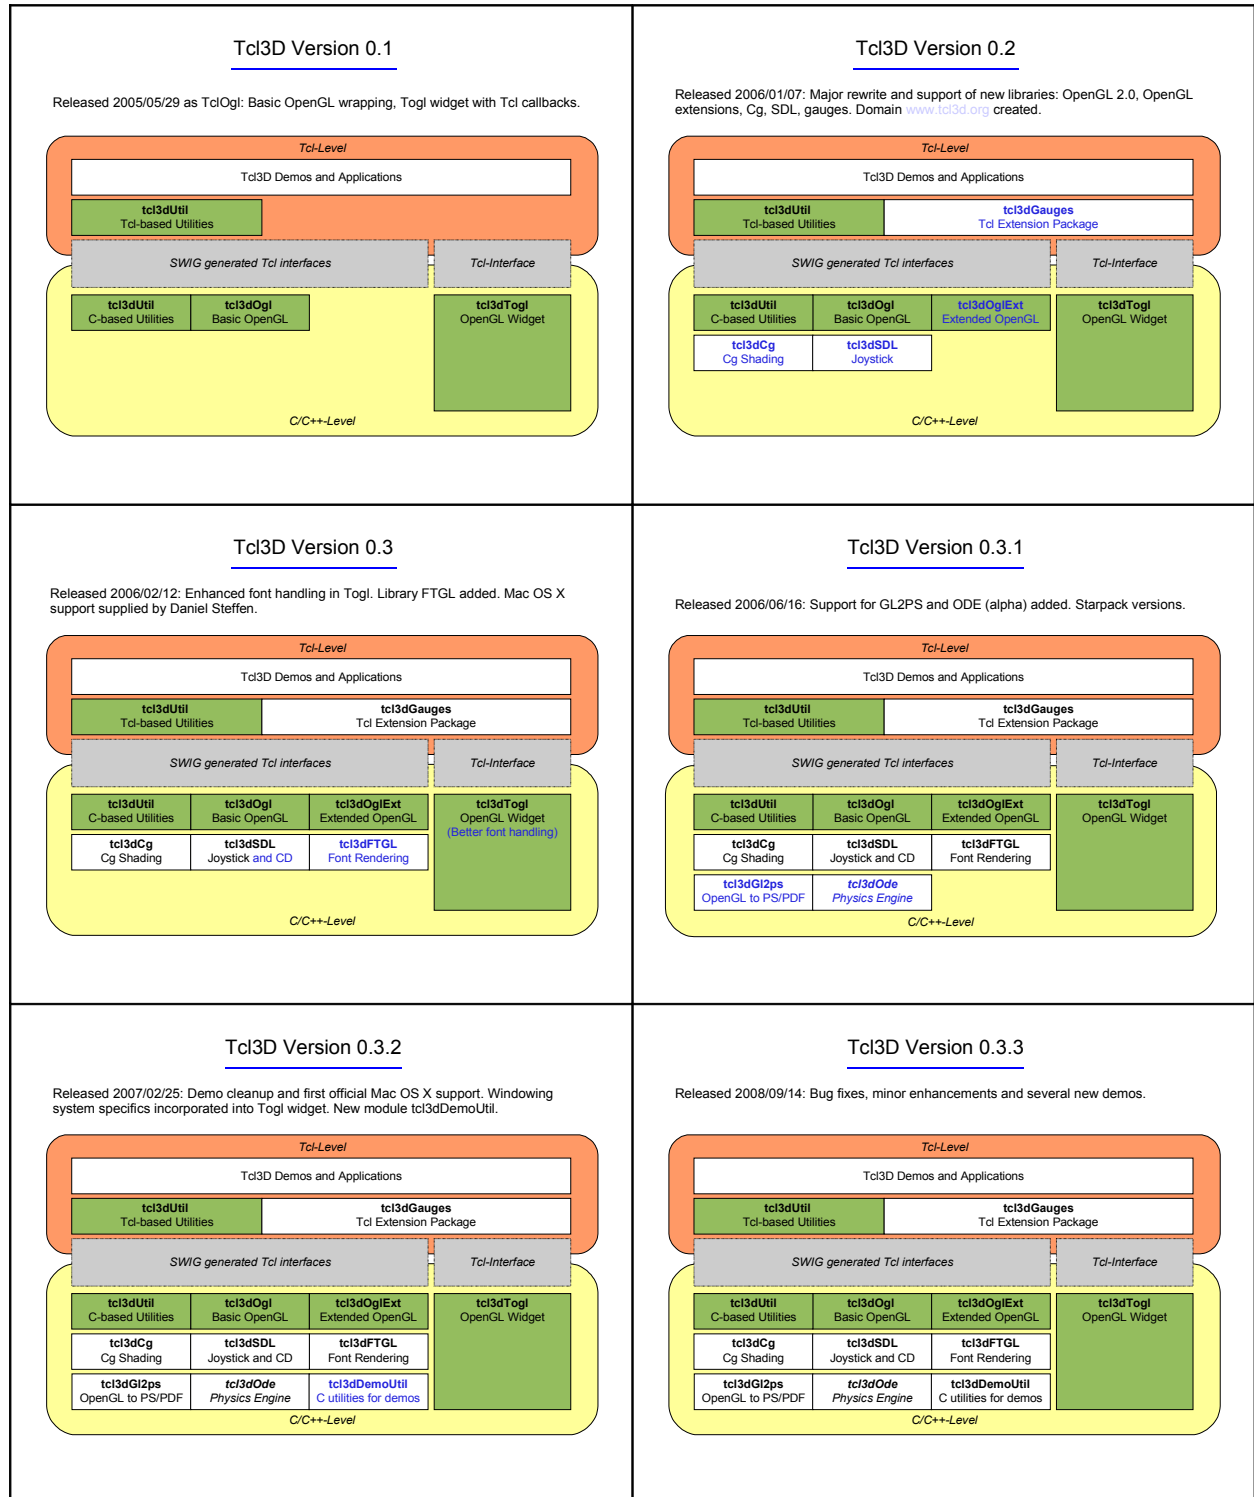 Tcl3D Version 0.1
Released 2005/05/29 as TclOgl: Basic OpenGL wrapping, Togl widget with Tcl callbacks.
Tcl-Level
Tcl3D Demos and Applications
tcl3dUtil
Tcl-based Utilities
SWIG generated Tcl interfaces
Tcl-Interface
tcl3dUtil
C-based Utilities
tcl3dOgl
Basic OpenGL
tcl3dTogl
OpenGL Widget
C/C++-Level
Tcl3D Version 0.2
Released 2006/01/07: Major rewrite and support of new libraries: OpenGL 2.0, OpenGL
extensions, Cg, SDL, gauges. Domain www.tcl3d.org created.
Tcl-Level
Tcl3D Demos and Applications
tcl3dUtil
Tcl-based Utilities
tcl3dGauges
Tcl Extension Package
SWIG generated Tcl interfaces
Tcl-Interface
tcl3dUtil
C-based Utilities
tcl3dOgl
Basic OpenGL
tcl3dOglExt
Extended OpenGL
tcl3dTogl
OpenGL Widget
tcl3dCg
Cg Shading
tcl3dSDL
Joystick
C/C++-Level
Tcl3D Version 0.3
Released 2006/02/12: Enhanced font handling in Togl. Library FTGL added. Mac OS X
support supplied by Daniel Steffen.
Tcl-Level
Tcl3D Demos and Applications
tcl3dUtil
Tcl-based Utilities
tcl3dGauges
Tcl Extension Package
SWIG generated Tcl interfaces
Tcl-Interface
tcl3dUtil
C-based Utilities
tcl3dOgl
Basic OpenGL
tcl3dOglExt
Extended OpenGL
tcl3dTogl
OpenGL Widget
(Better font handling)
tcl3dCg
Cg Shading
tcl3dSDL
Joystick and CD
tcl3dFTGL
Font Rendering
C/C++-Level
Tcl3D Version 0.3.1
Released 2006/06/16: Support for GL2PS and ODE (alpha) added. Starpack versions.
Tcl-Level
Tcl3D Demos and Applications
tcl3dUtil
Tcl-based Utilities
tcl3dGauges
Tcl Extension Package
SWIG generated Tcl interfaces
Tcl-Interface
tcl3dUtil
C-based Utilities
tcl3dOgl
Basic OpenGL
tcl3dOglExt
Extended OpenGL
tcl3dTogl
OpenGL Widget
tcl3dCg
Cg Shading
tcl3dSDL
Joystick and CD
tcl3dFTGL
Font Rendering
tcl3dGl2ps
OpenGL to PS/PDF
tcl3dOde
Physics Engine
C/C++-Level
Tcl3D Version 0.3.2
Released 2007/02/25: Demo cleanup and first official Mac OS X support. Windowing
system specifics incorporated into Togl widget. New module tcl3dDemoUtil.
Tcl-Level
Tcl3D Demos and Applications
tcl3dUtil
Tcl-based Utilities
tcl3dGauges
Tcl Extension Package
SWIG generated Tcl interfaces
Tcl-Interface
tcl3dUtil
C-based Utilities
tcl3dOgl
Basic OpenGL
tcl3dOglExt
Extended OpenGL
tcl3dTogl
OpenGL Widget
tcl3dCg
Cg Shading
tcl3dSDL
Joystick and CD
tcl3dFTGL
Font Rendering
tcl3dGl2ps
OpenGL to PS/PDF
tcl3dOde
Physics Engine
tcl3dDemoUtil
C utilities for demos
C/C++-Level
Tcl3D Version 0.3.3
Released 2008/09/14: Bug fixes, minor enhancements and several new demos.
Tcl-Level
Tcl3D Demos and Applications
tcl3dUtil
Tcl-based Utilities
tcl3dGauges
Tcl Extension Package
SWIG generated Tcl interfaces
Tcl-Interface
tcl3dUtil
C-based Utilities
tcl3dOgl
Basic OpenGL
tcl3dOglExt
Extended OpenGL
tcl3dTogl
OpenGL Widget
tcl3dCg
Cg Shading
tcl3dSDL
Joystick and CD
tcl3dFTGL
Font Rendering
tcl3dGl2ps
OpenGL to PS/PDF
tcl3dOde
Physics Engine
tcl3dDemoUtil
C utilities for demos
C/C++-Level